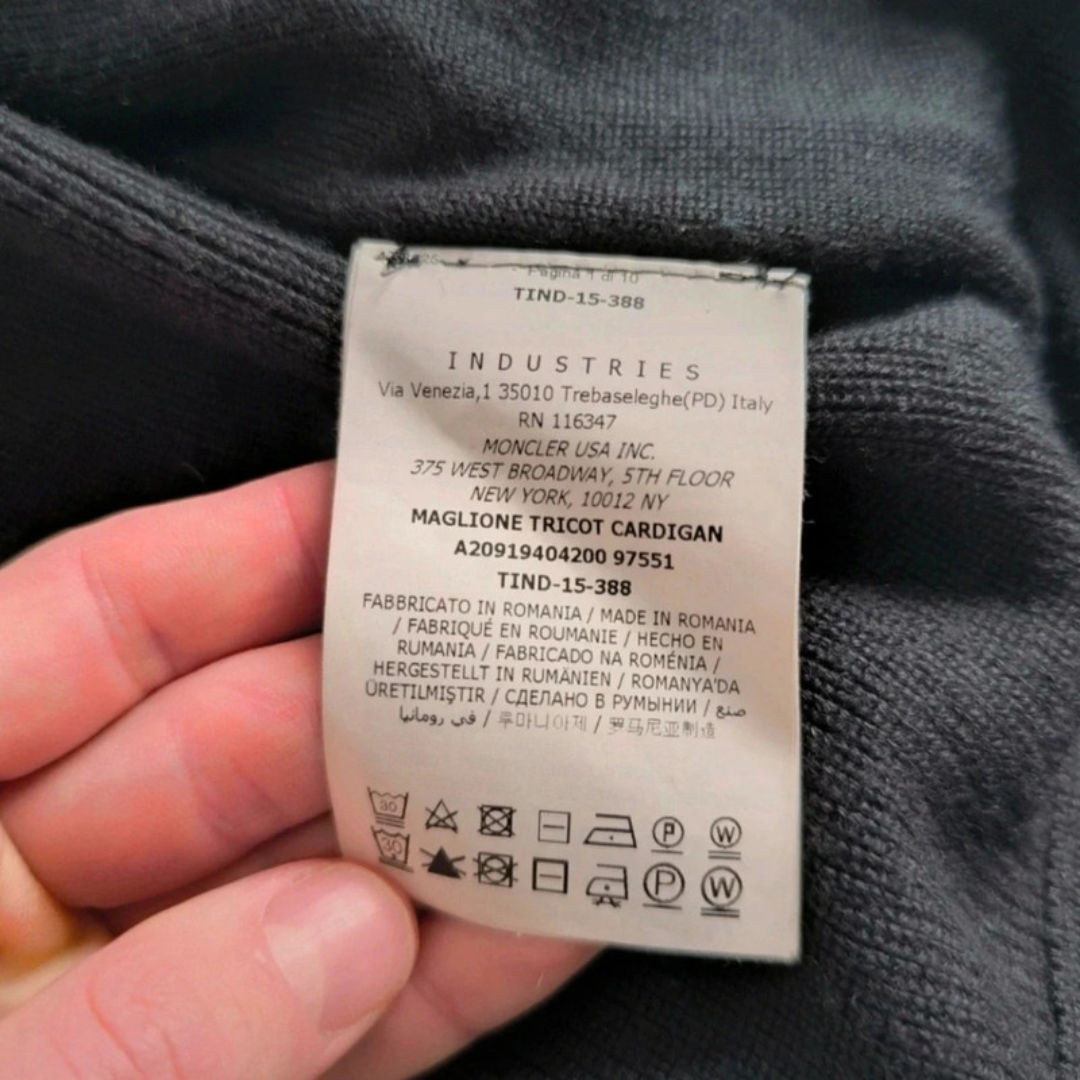 Pagina 1 di 10
TIND-15-388
INDUSTRIES
Via Venezia,1 35010 Trebaseleghe(PD) Italy
RN 116347
MONCLER USA INC.
375 WEST BROADWAY, 5TH FLOOR
NEW YORK, 10012 NY
MAGLIONE TRICOT CARDIGAN
A20919404200 97551
TIND-15-388
FABBRICATO IN ROMANIA / MADE IN ROMANIA
/ FABRIQUÉ EN ROUMANIE / HECHO EN
RUMANIA / FABRICADO NA ROMÉNIA /
HERGESTELLT IN RUMÄNIEN / ROMANYA'DA
ÜRETILMIŞTIR / СДЕЛАНО В РУМЫНИИ / صنع
في رومانيا / 루마니아제 / 罗马尼亚制造
30 P W
30 P W